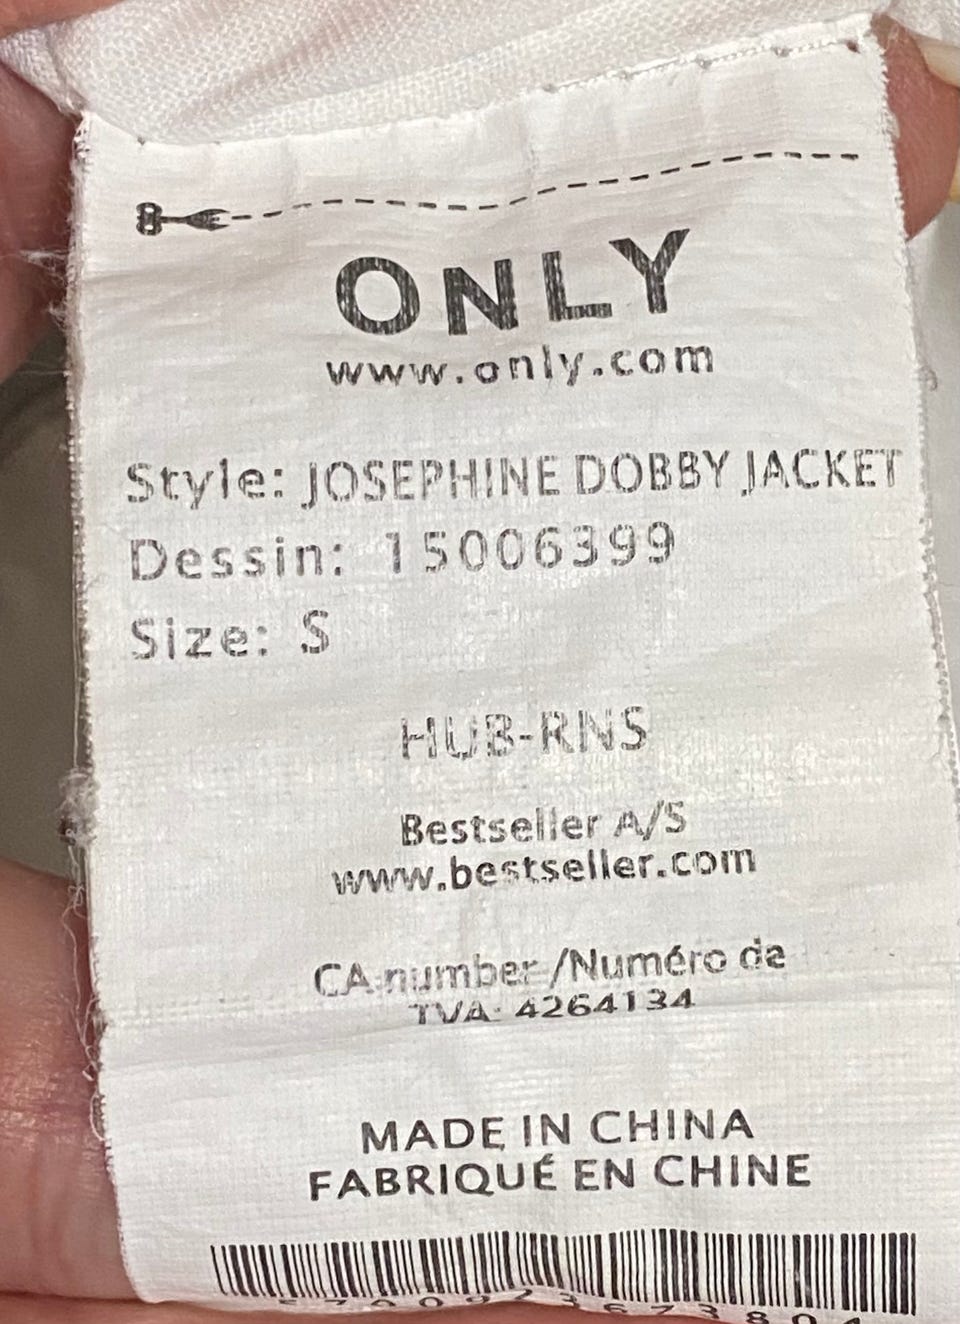 ONLY
www.only.com
Style: JOSEPHINE DOBBY JACKET
Dessin: 15006399
Size: S
HUB-RNS
Bestseller A/S
www.bestseller.com
CA number /Numéro de
TVA: 4264134
MADE IN CHINA
FABRIQUÉ EN CHINE